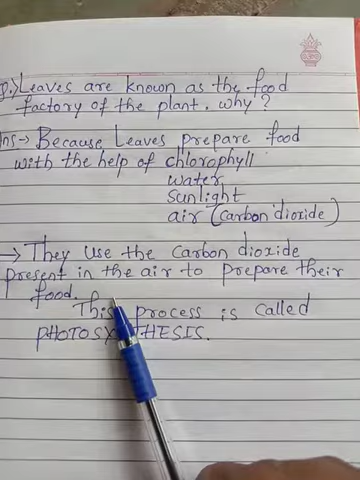 Q.) Leaves are known as the food
factory of the plant. why?
Ans → Because Leaves prepare food
with the help of chlorophyll
water
sunlight
air (Carbon dioxide)
→ They use the Carbon dioxide
present in the air to prepare their
food.
This process is called